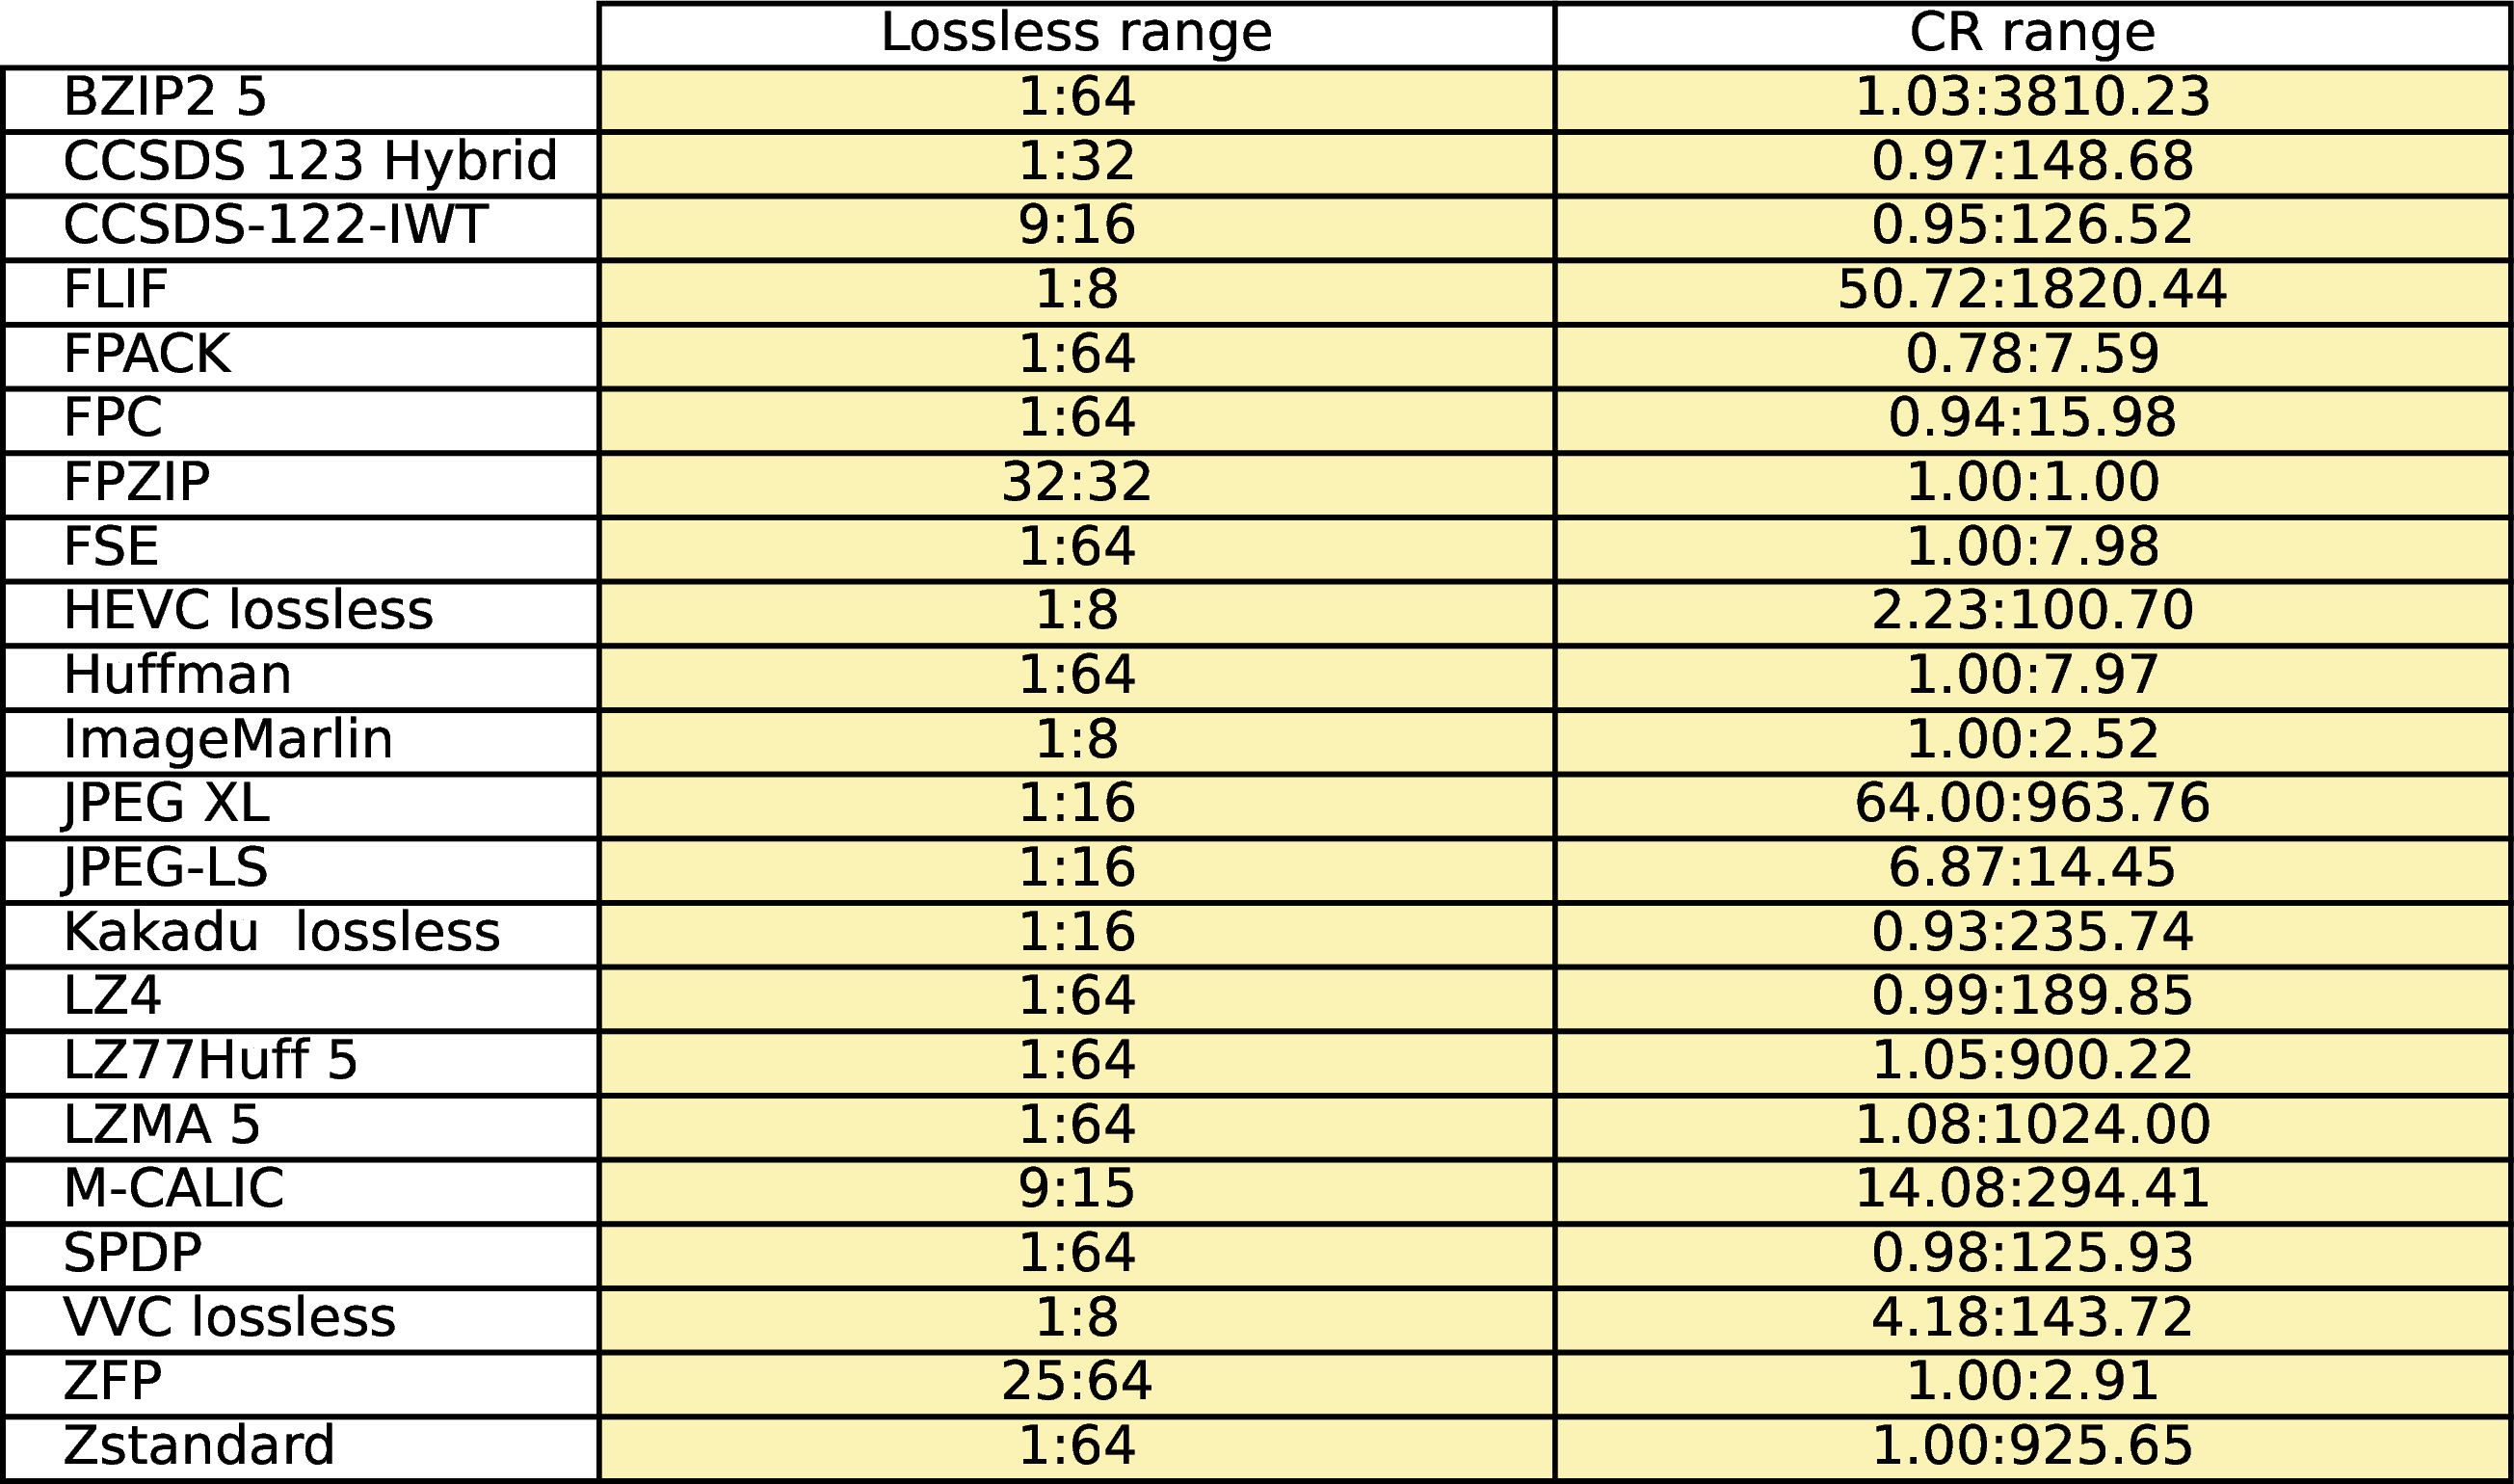 Lossless range CR range
BZIP2 5 1:64 1.03:3810.23
CCSDS 123 Hybrid 1:32 0.97:148.68
CCSDS-122-IWT 9:16 0.95:126.52
FLIF 1:8 50.72:1820.44
FPACK 1:64 0.78:7.59
FPC 1:64 0.94:15.98
FPZIP 32:32 1.00:1.00
FSE 1:64 1.00:7.98
HEVC lossless 1:8 2.23:100.70
Huffman 1:64 1.00:7.97
ImageMarlin 1:8 1.00:2.52
JPEG XL 1:16 64.00:963.76
JPEG-LS 1:16 6.87:14.45
Kakadu  lossless 1:16 0.93:235.74
LZ4 1:64 0.99:189.85
LZ77Huff 5 1:64 1.05:900.22
LZMA 5 1:64 1.08:1024.00
M-CALIC 9:15 14.08:294.41
SPDP 1:64 0.98:125.93
VVC lossless 1:8 4.18:143.72
ZFP 25:64 1.00:2.91
Zstandard 1:64 1.00:925.65